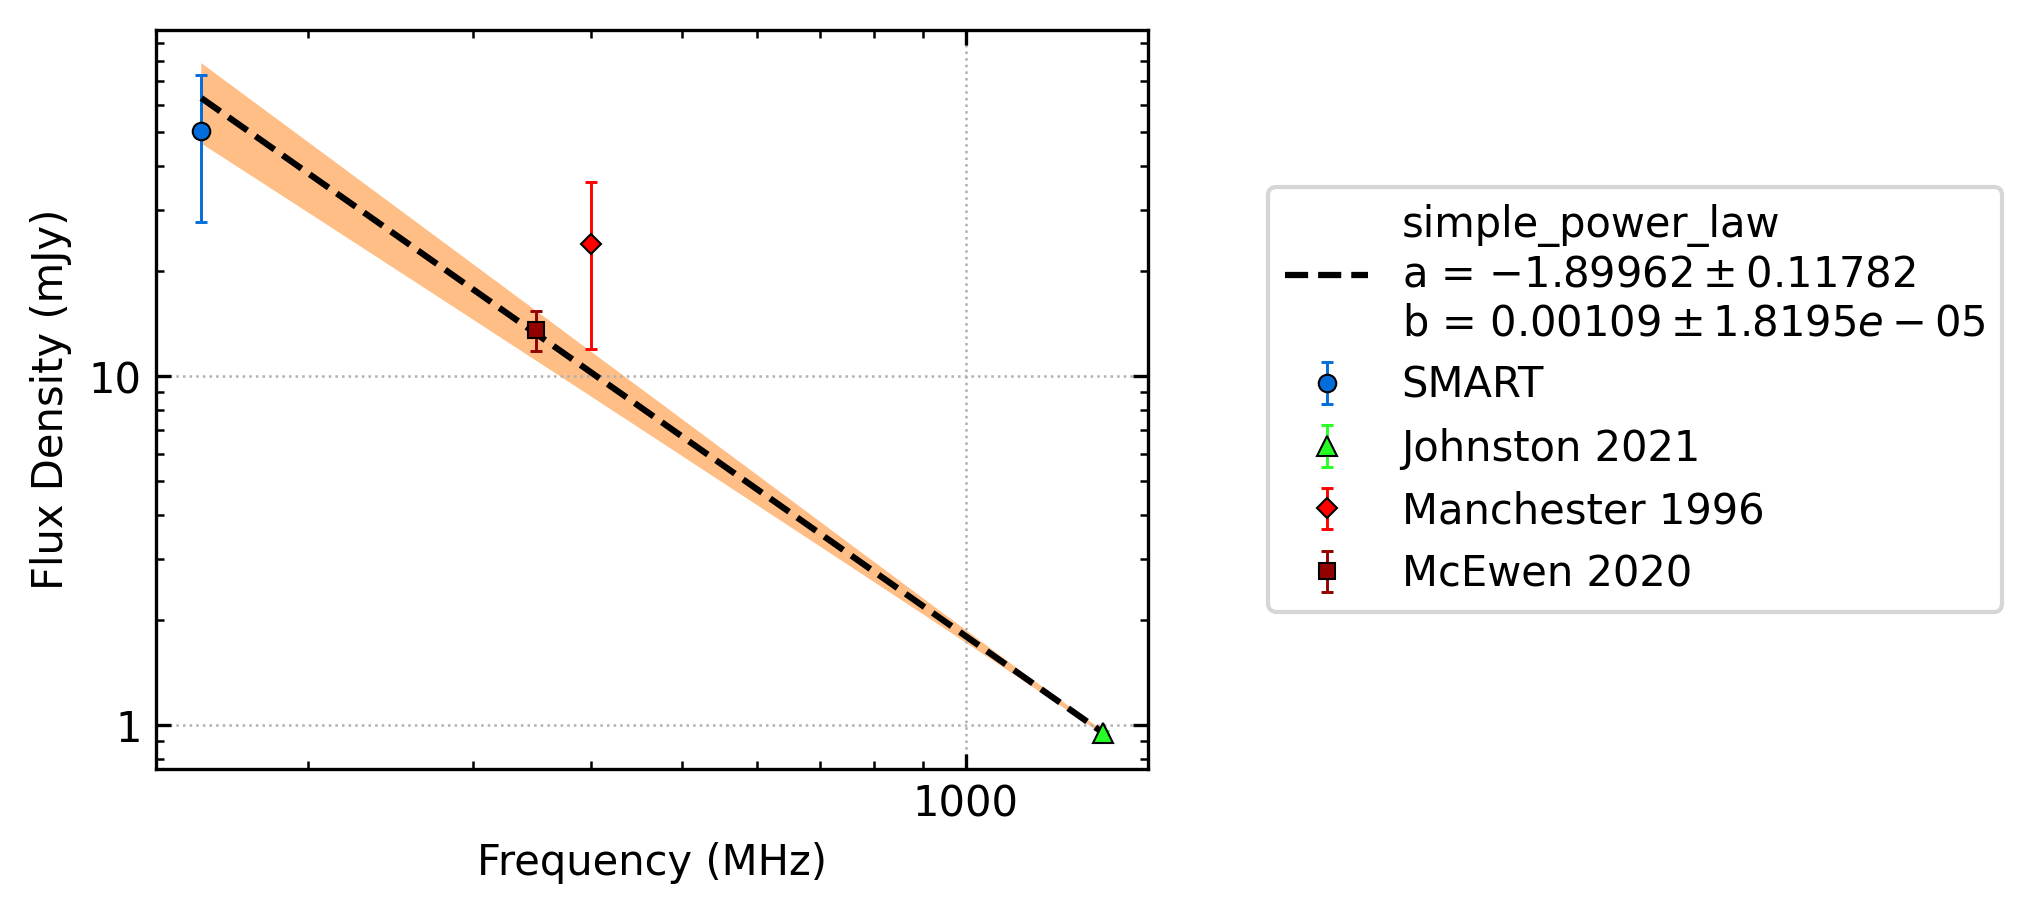 Flux Density (mJy)
10
1
1000
Frequency (MHz)
simple_power_law
a = −1.89962 ± 0.11782
b = 0.00109 ± 1.8195e − 05
SMART
Johnston 2021
Manchester 1996
McEwen 2020